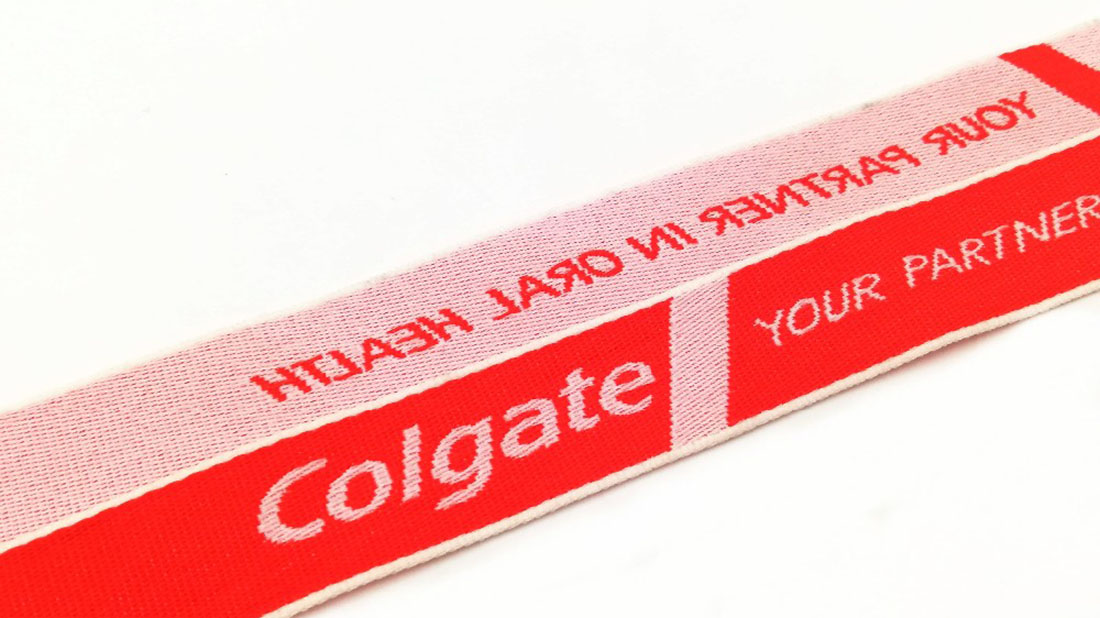 YOUR PARTNER IN ORAL HEALTH
Colgate YOUR PARTNER